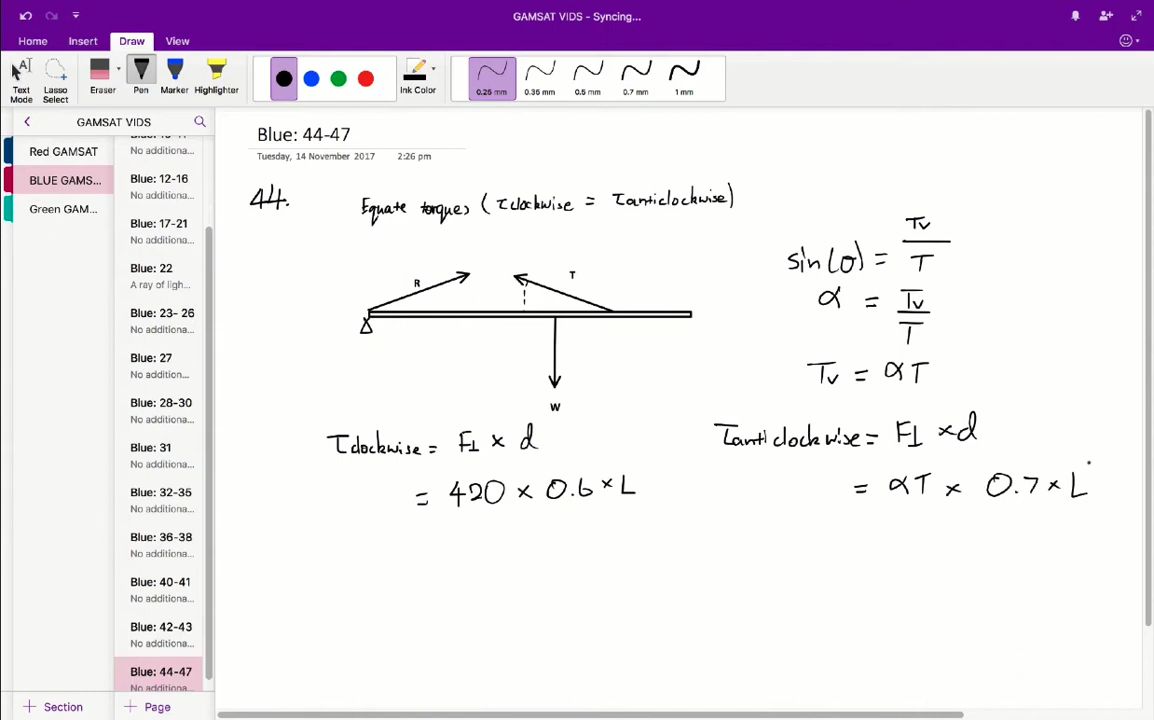 GAMSAT VIDS - Syncing...
Home Insert Draw View
Text Mode
Lasso Select
Eraser
Pen
Marker
Highlighter
Ink Color
0.25 mm
0.35 mm
0.5 mm
0.7 mm
1 mm
GAMSAT VIDS
Red GAMSAT
BLUE GAMS...
Green GAM...
No additiona...
Blue: 12-16
No additiona...
Blue: 17-21
No additiona...
Blue: 22
A ray of ligh...
Blue: 23- 26
No additiona...
Blue: 27
No addition...
Blue: 28-30
No additiona...
Blue: 31
No additiona...
Blue: 32-35
No additiona...
Blue: 36-38
No additiona...
Blue: 40-41
No additiona...
Blue: 42-43
No additiona...
Blue: 44-47
No additiona...
+ Section
+ Page
Blue: 44-47
Tuesday, 14 November 2017 2:26 pm
44.
Equate torques (τclockwise = τanticlockwise)
R
T
W
sin(θ) = Tv / T
α = Tv / T
Tv = αT
τclockwise = F⊥ × d
= 420 × 0.6 × L
τanticlockwise = F⊥ × d
= αT × 0.7 × L